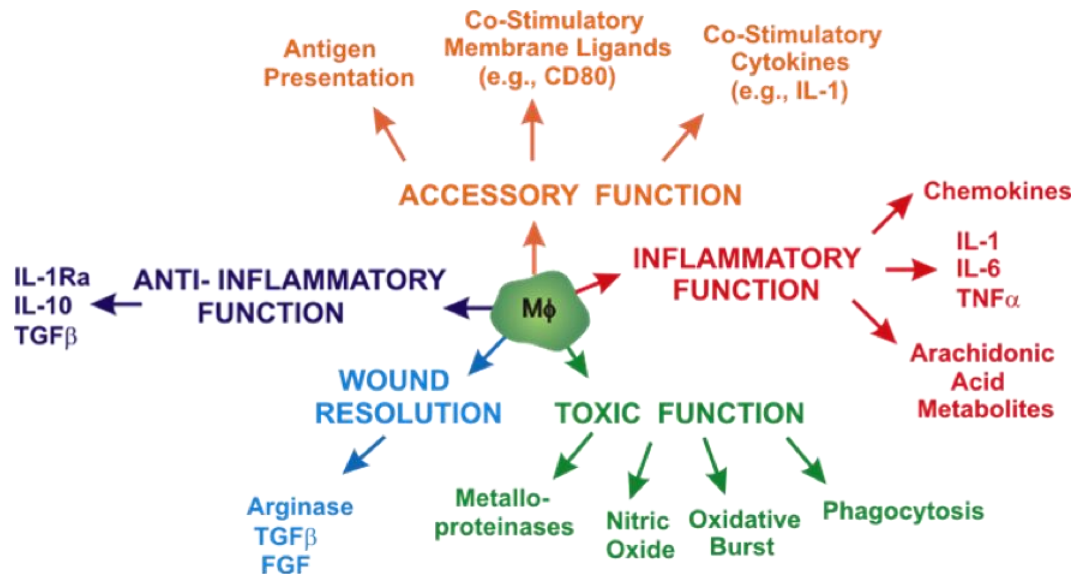 Antigen
Presentation
Co-Stimulatory
Membrane Ligands
(e.g., CD80)
Co-Stimulatory
Cytokines
(e.g., IL-1)
ACCESSORY FUNCTION
Chemokines
IL-1
IL-6
TNFα
INFLAMMATORY
FUNCTION
Arachidonic
Acid
Metabolites
IL-1Ra
IL-10
TGFβ
ANTI- INFLAMMATORY
FUNCTION
Mϕ
WOUND
RESOLUTION
TOXIC FUNCTION
Arginase
TGFβ
FGF
Metallo-
proteinases
Nitric
Oxide
Oxidative
Burst
Phagocytosis